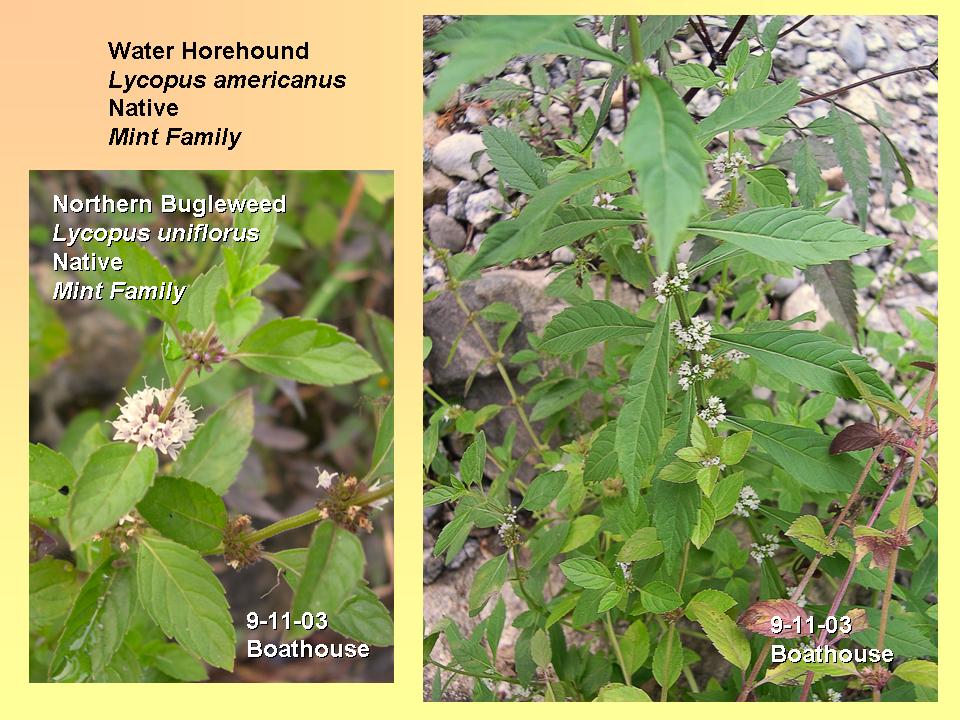 Water Horehound
Lycopus americanus
Native
Mint Family
Northern Bugleweed
Lycopus uniflorus
Native
Mint Family
9-11-03
Boathouse
9-11-03
Boathouse